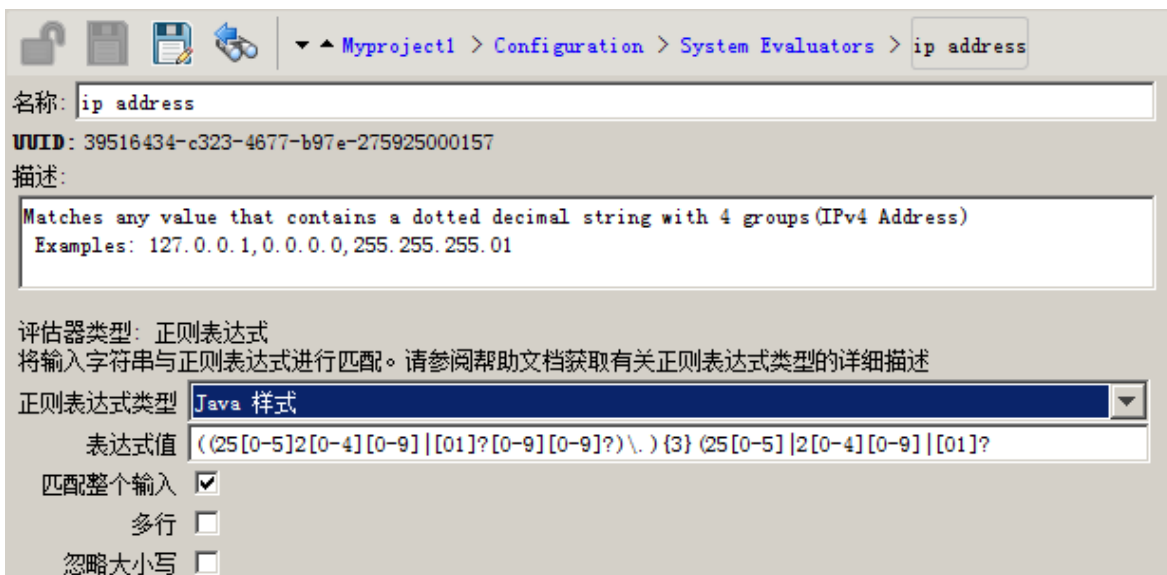 Myproject1 > Configuration > System Evaluators > ip address
名称: ip address
UUID: 39516434-c323-4677-b97e-275925000157
描述:
Matches any value that contains a dotted decimal string with 4 groups(IPv4 Address)
Examples: 127.0.0.1,0.0.0.0,255.255.255.01
评估器类型: 正则表达式
将输入字符串与正则表达式进行匹配。请参阅帮助文档获取有关正则表达式类型的详细描述
正则表达式类型 Java 样式
表达式值 ((25[0-5]2[0-4][0-9]|[01]?[0-9][0-9]?)\.){3}(25[0-5]|2[0-4][0-9]|[01]?
匹配整个输入
多行
忽略大小写